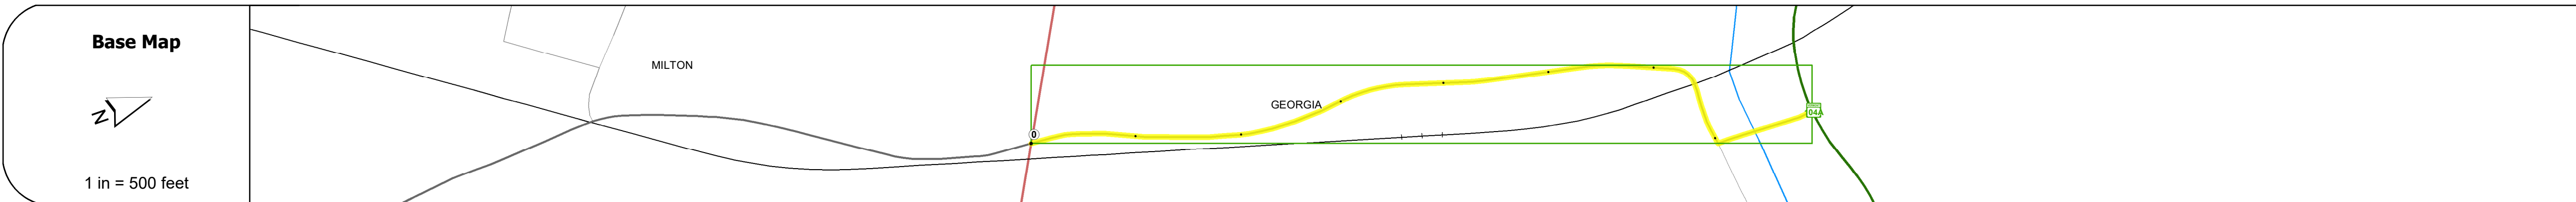 Base Map
N
1 in = 500 feet
MILTON
0
GEORGIA
04A